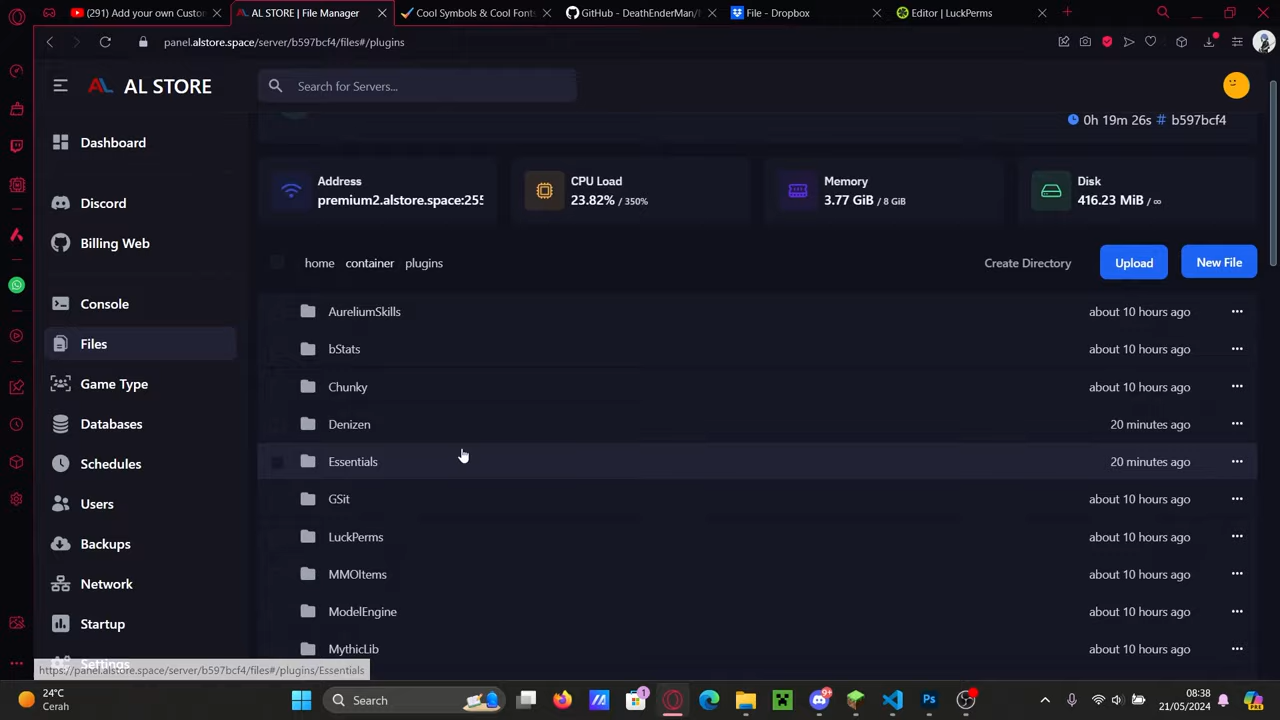 (291) Add your own Custom
AL STORE | File Manager
Cool Symbols & CoolFonts
GitHub - DeathEnderMan/
File - Dropbox
Editor | LuckPerms
panel.alstore.space/server/b597bcf4/files#/plugins
AL STORE
Search for Servers...
0h 19m 26s # b597bcf4
Dashboard
Discord
Billing Web
Console
Files
Game Type
Databases
Schedules
Users
Backups
Network
Startup
Settings
Address
premium2.alstore.space:255
CPU Load
23.82% / 350%
Memory
3.77 GiB / 8 GiB
Disk
416.23 MiB / ∞
home container plugins
Create Directory
Upload
New File
AureliumSkills about 10 hours ago
bStats about 10 hours ago
Chunky about 10 hours ago
Denizen 20 minutes ago
Essentials 20 minutes ago
GSit about 10 hours ago
LuckPerms about 10 hours ago
MMOItems about 10 hours ago
ModelEngine about 10 hours ago
MythicLib about 10 hours ago
https://panel.alstore.space/server/b597bcf4/files#/plugins/Essentials
24°C
Cerah
Search
08:38
21/05/2024